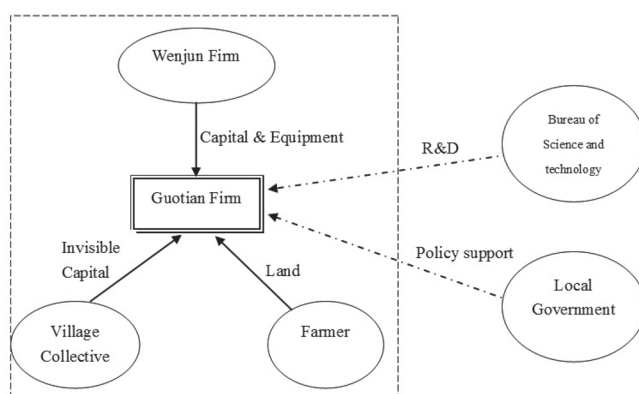 Wenjun Firm
Capital & Equipment
R&D
Bureau of
Science and
technology
Guotian Firm
Invisible
Capital
Land
Policy support
Village
Collective
Farmer
Local
Government